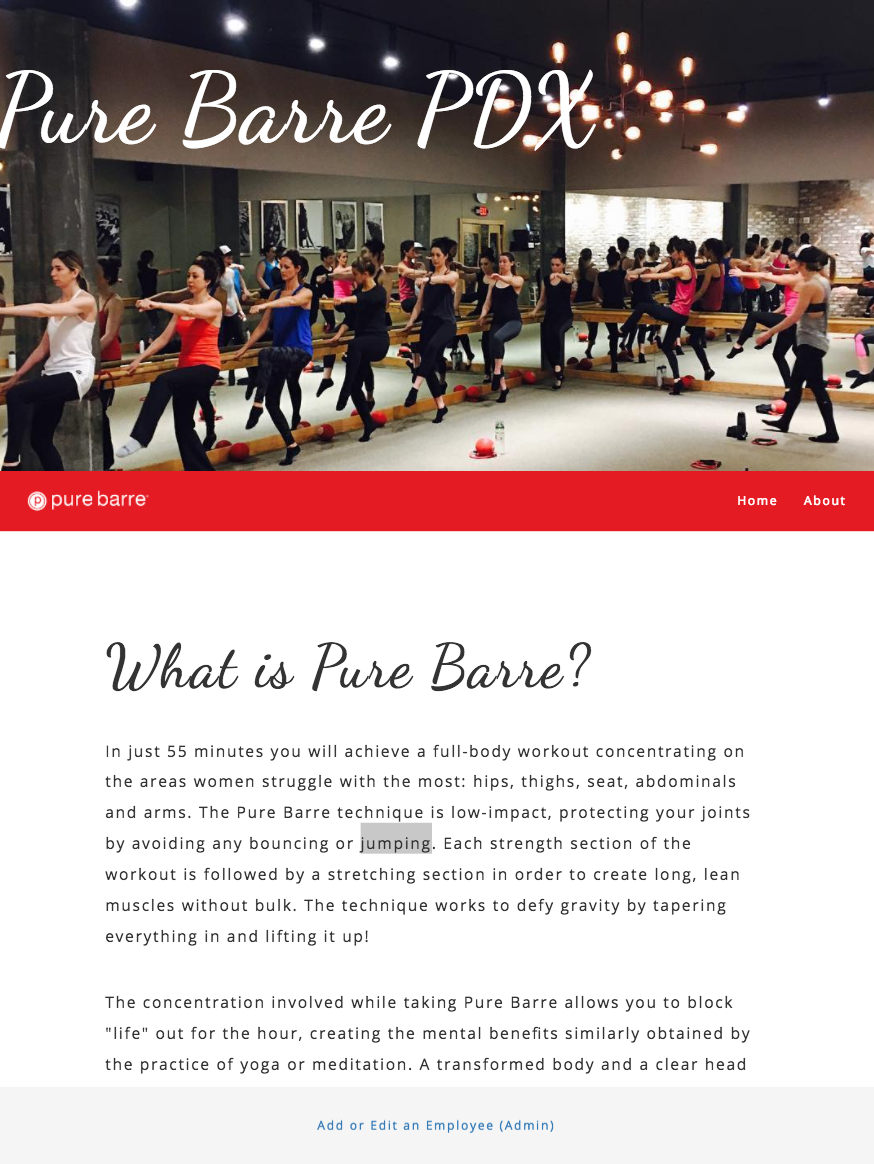 Pure Barre PDX
EXIT
pure barre
Home About
What is Pure Barre?
In just 55 minutes you will achieve a full-body workout concentrating on
the areas women struggle with the most: hips, thighs, seat, abdominals
and arms. The Pure Barre technique is low-impact, protecting your joints
by avoiding any bouncing or jumping. Each strength section of the
workout is followed by a stretching section in order to create long, lean
muscles without bulk. The technique works to defy gravity by tapering
everything in and lifting it up!
The concentration involved while taking Pure Barre allows you to block
"life" out for the hour, creating the mental benefits similarly obtained by
the practice of yoga or meditation. A transformed body and a clear head
Add or Edit an Employee (Admin)